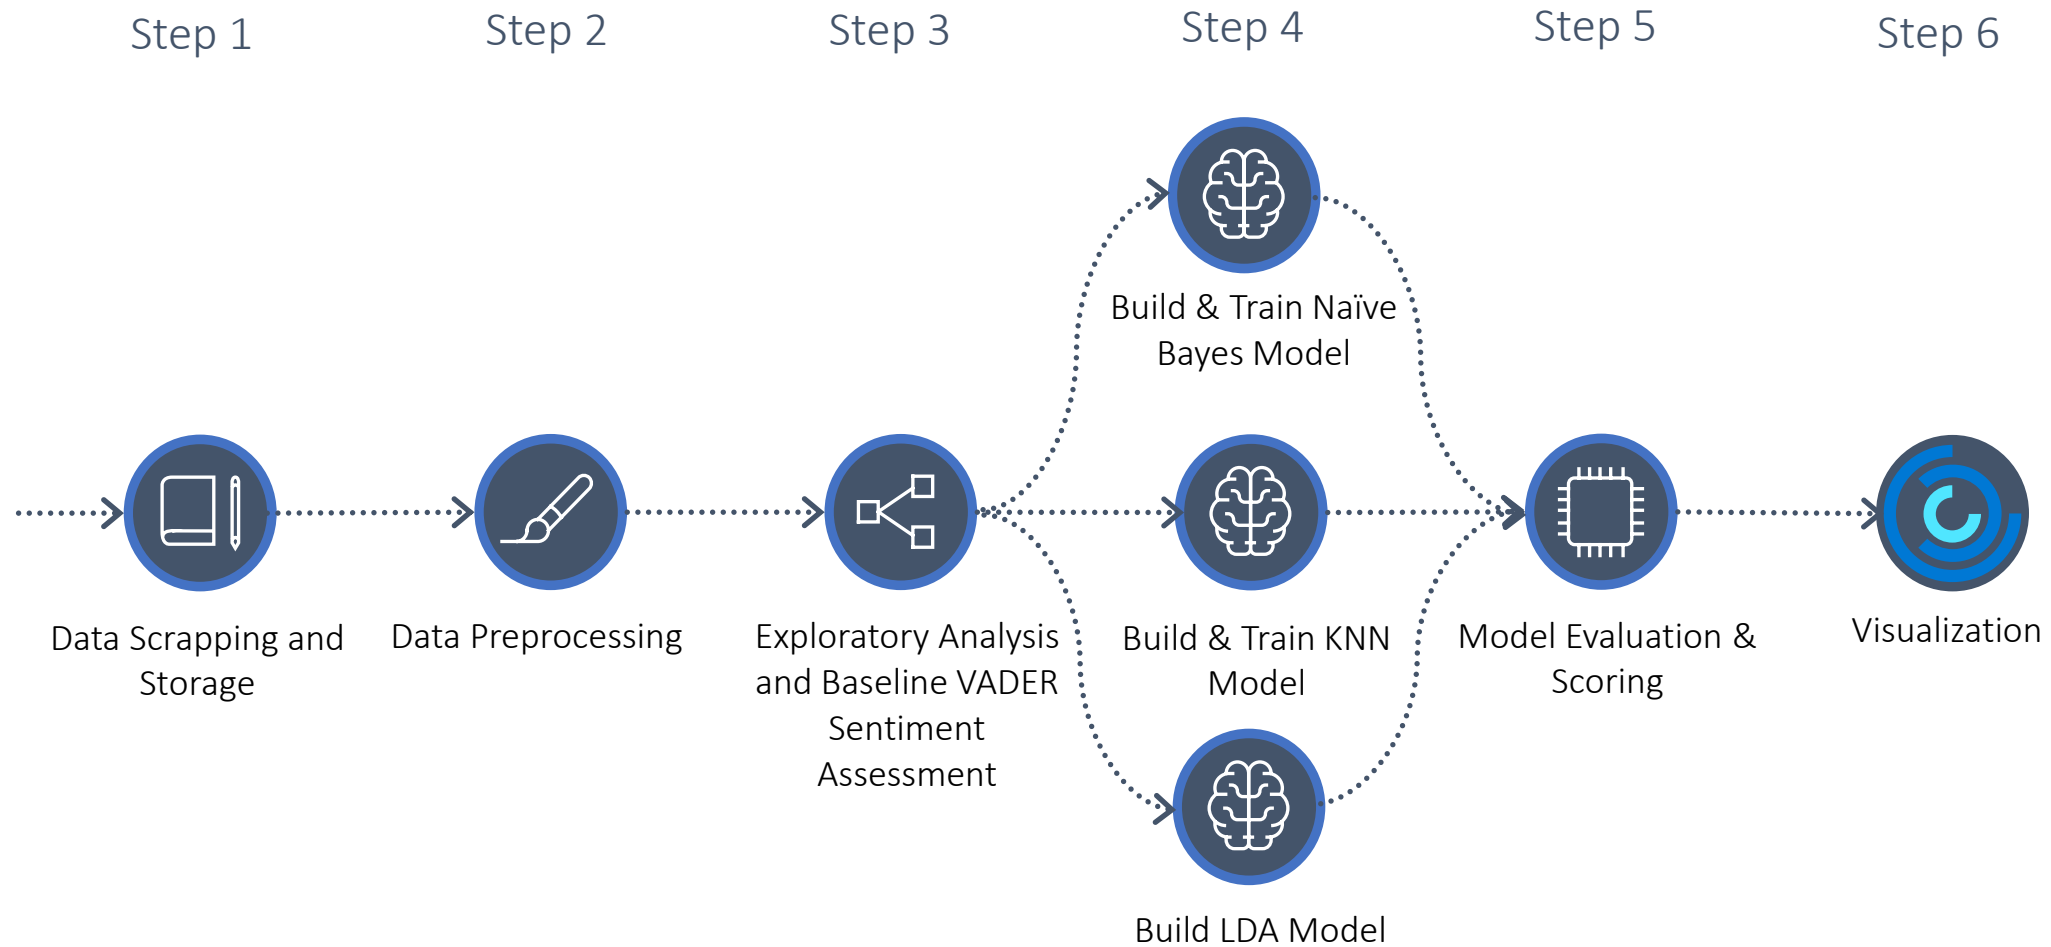 Step 1
Step 2
Step 3
Step 4
Step 5
Step 6
Build & Train Naïve
Bayes Model
Data Scrapping and
Storage
Data Preprocessing
Exploratory Analysis
and Baseline VADER
Sentiment
Assessment
Build & Train KNN
Model
Model Evaluation &
Scoring
Visualization
Build LDA Model